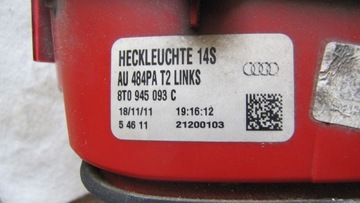 HECKLEUCHTE 14S
AU 484PA T2 LINKS
8T0 945 093 C
18/11/11 19:16:12
5 46 11 21200103